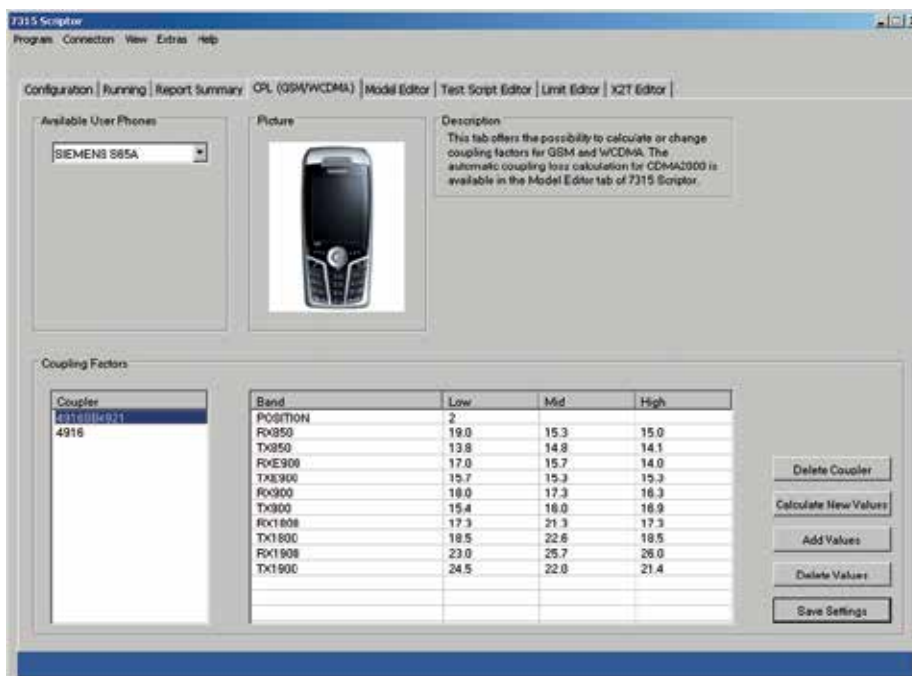 7315 Scriptor
Program Connection View Extras Help
Configuration Running Report Summary CPL (GSM/WCDMA) Model Editor Test Script Editor Limit Editor X2T Editor
Available User Phones
SIEMENS S65A
Picture
Description
This tab offers the possibility to calculate or change
coupling factors for GSM and WCDMA. The
automatic coupling loss calculation for CDMA2000 is
available in the Model Editor tab of 7315 Scriptor.
Coupling Factors
Coupler
4916
Band Low Mid High
POSITION 2
RX850 19.0 15.3 15.0
TX850 13.8 14.8 14.1
RXE900 17.0 15.7 14.0
TXE900 15.7 15.3 15.3
RX900 18.0 17.3 16.3
TX900 15.4 16.0 16.9
RX1800 17.3 21.3 17.3
TX1800 18.5 22.6 18.5
RX1900 23.0 25.7 26.0
TX1900 24.5 22.0 21.4
Delete Coupler
Calculate New Values
Add Values
Delete Values
Save Settings